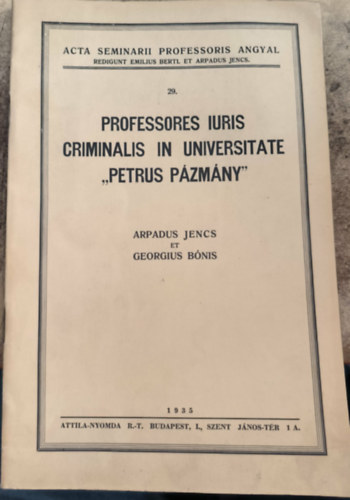 ACTA SEMINARII PROFESSORIS ANGYAL
REDIGUNT EMILIUS BERTL ET ARPADUS JENCS.
29.
PROFESSORES IURIS
CRIMINALIS IN UNIVERSITATE
„PETRUS PÁZMÁNY”
ARPADUS JENCS
ET
GEORGIUS BÓNIS
1935
ATTILA-NYOMDA R.-T. BUDAPEST, I., SZENT JÁNOS-TÉR 1 A.